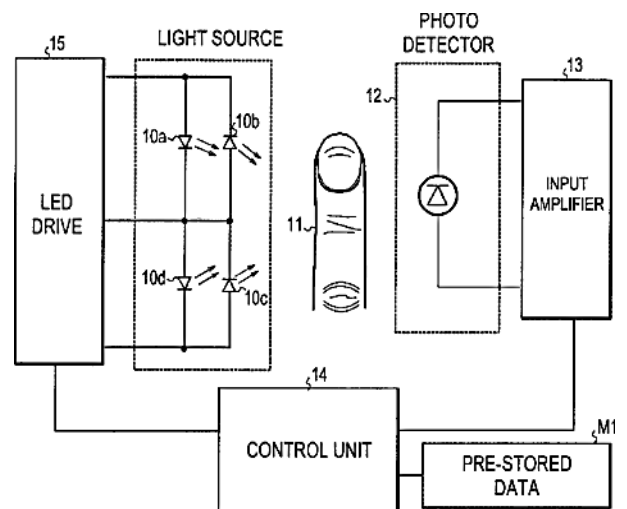 15
LIGHT SOURCE
PHOTO
DETECTOR
12
13
10a
10b
LED
DRIVE
11
INPUT
AMPLIFIER
10d
10c
14
CONTROL UNIT
M1
PRE-STORED
DATA